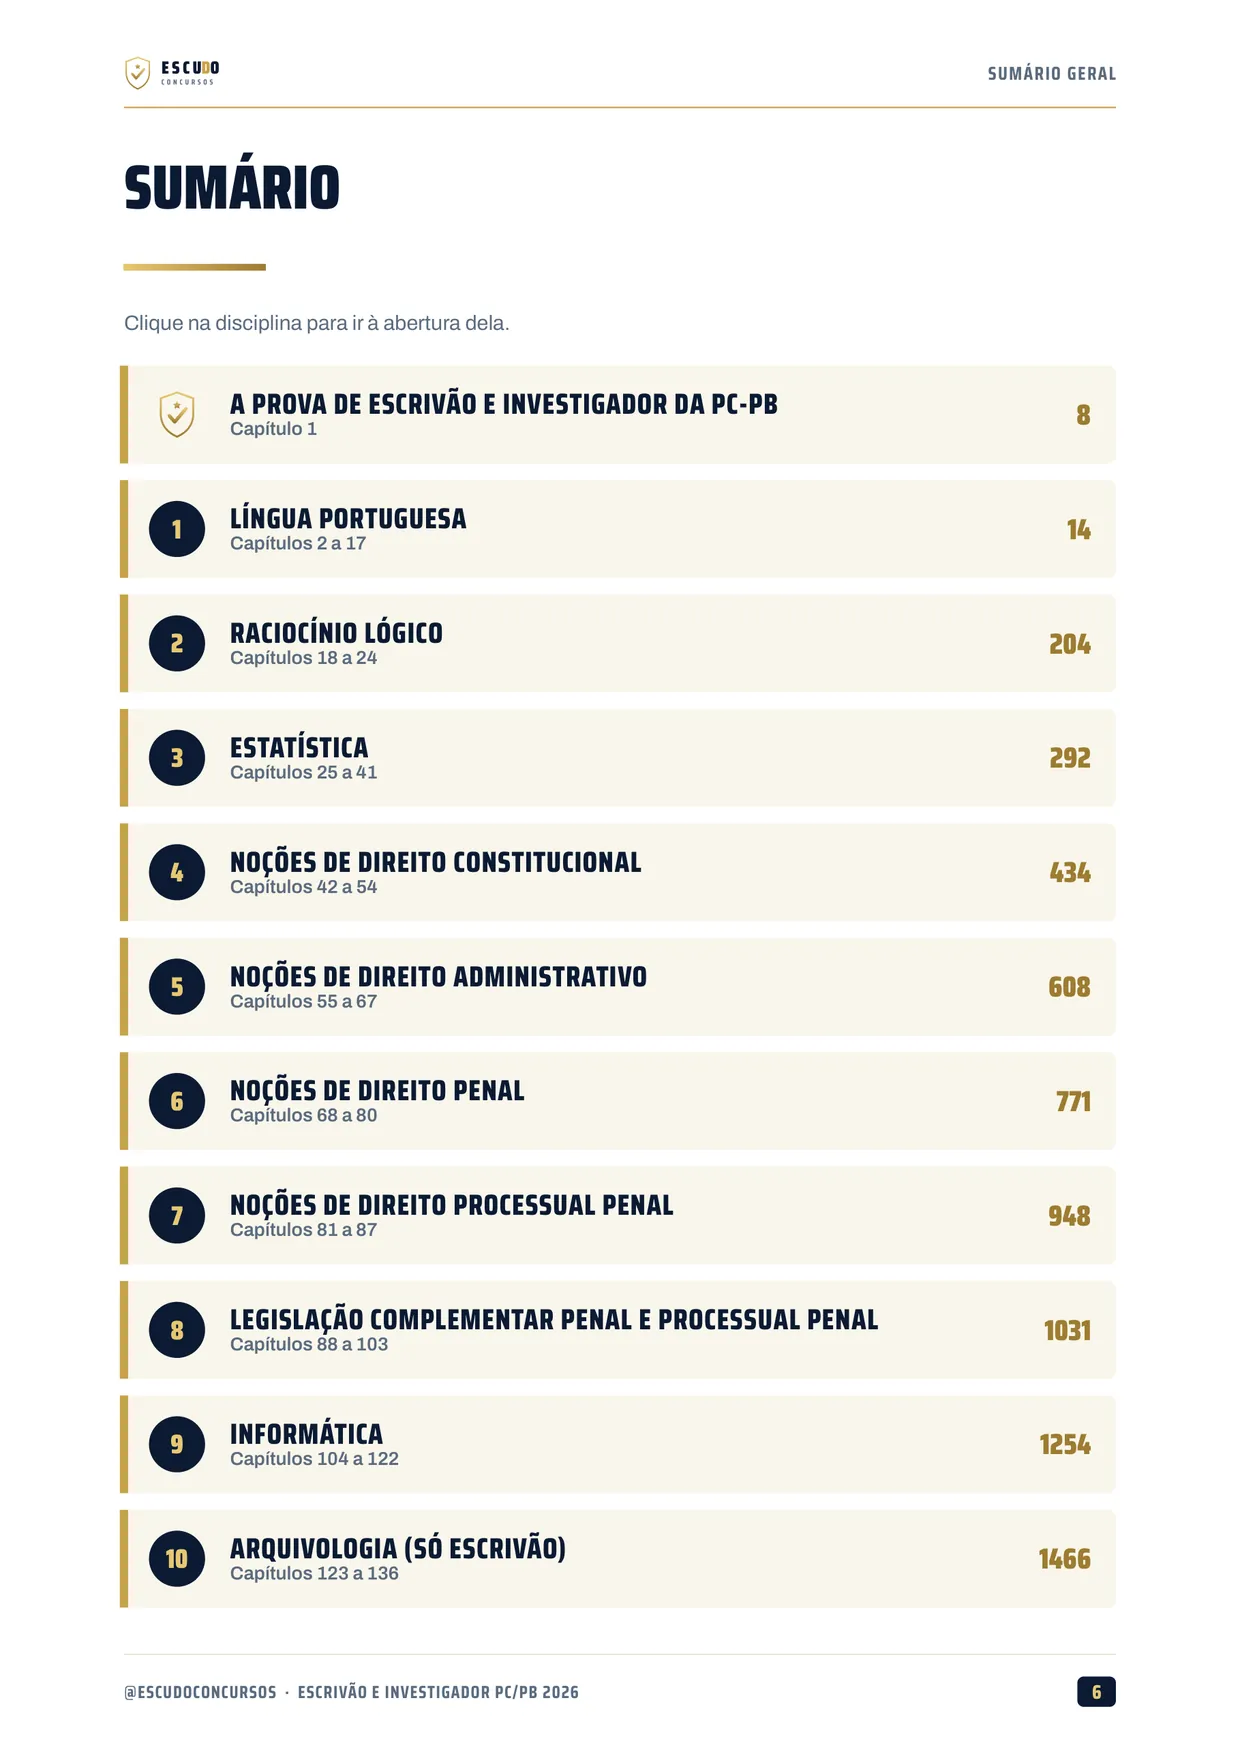 ESCUDO
CONCURSOS
SUMÁRIO GERAL
SUMÁRIO
Clique na disciplina para ir à abertura dela.
A PROVA DE ESCRIVÃO E INVESTIGADOR DA PC-PB
Capítulo 1
8
1
LÍNGUA PORTUGUESA
Capítulos 2 a 17
14
2
RACIOCÍNIO LÓGICO
Capítulos 18 a 24
204
3
ESTATÍSTICA
Capítulos 25 a 41
292
4
NOÇÕES DE DIREITO CONSTITUCIONAL
Capítulos 42 a 54
434
5
NOÇÕES DE DIREITO ADMINISTRATIVO
Capítulos 55 a 67
608
6
NOÇÕES DE DIREITO PENAL
Capítulos 68 a 80
771
7
NOÇÕES DE DIREITO PROCESSUAL PENAL
Capítulos 81 a 87
948
8
LEGISLAÇÃO COMPLEMENTAR PENAL E PROCESSUAL PENAL
Capítulos 88 a 103
1031
9
INFORMÁTICA
Capítulos 104 a 122
1254
10
ARQUIVOLOGIA (SÓ ESCRIVÃO)
Capítulos 123 a 136
1466
@ESCUDOCONCURSOS · ESCRIVÃO E INVESTIGADOR PC/PB 2026
6